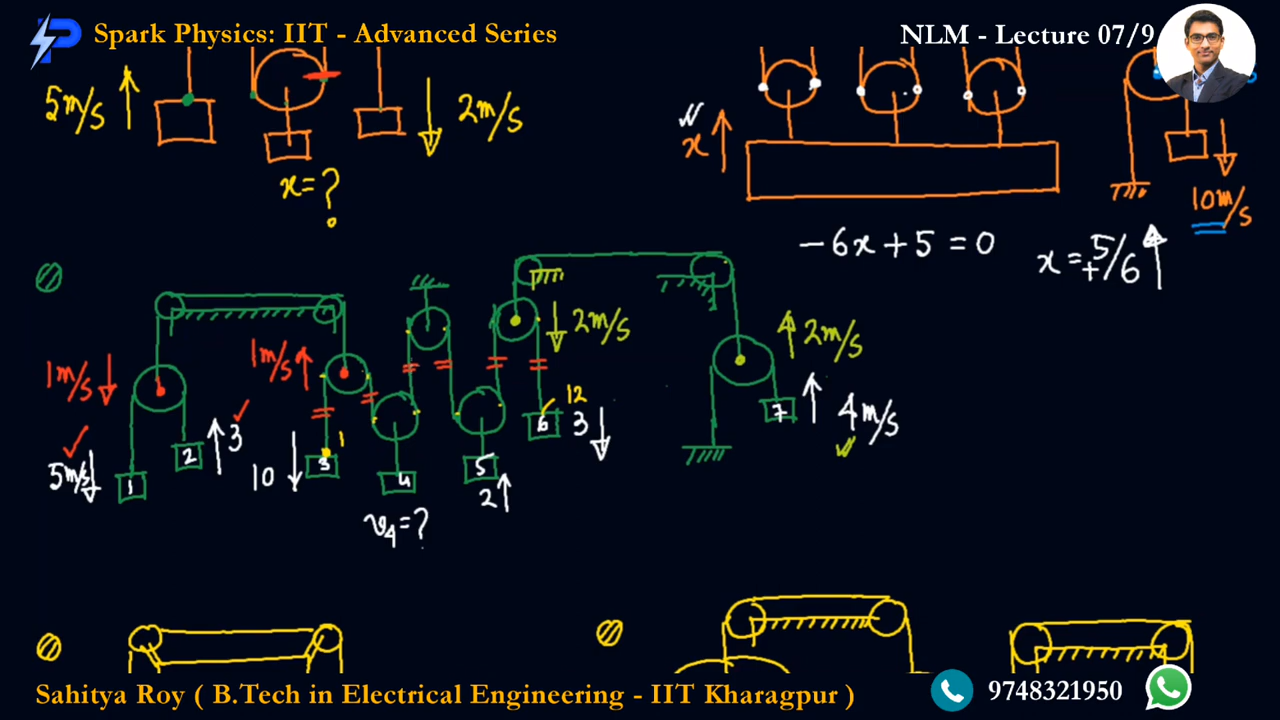 Spark Physics: IIT - Advanced Series
NLM - Lecture 07/9
5m/s
2m/s
x = ?
x
10m/s
-6x + 5 = 0
x = +5/6
2m/s
1m/s
1m/s
2m/s
12
5m/s
3
1
2
10
3
1
4
5
2
6
3
7
4m/s
v4 = ?
Sahitya Roy ( B.Tech in Electrical Engineering - IIT Kharagpur )
9748321950